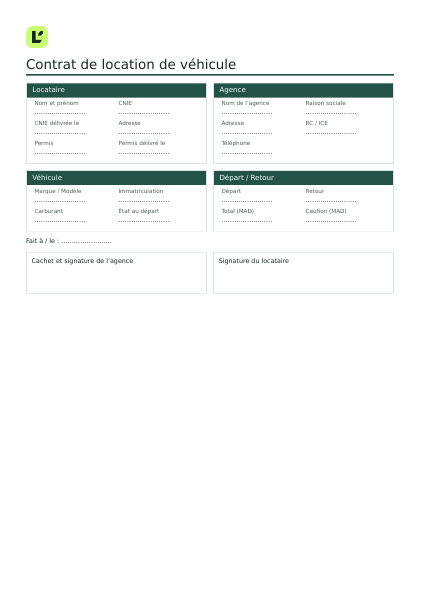 Contrat de location de véhicule
Locataire
Nom et prénom CNIE
........................ ........................
CNIE délivrée le Adresse
........................ ........................
Permis Permis délivré le
........................ ........................
Agence
Nom de l'agence Raison sociale
........................ ........................
Adresse RC / ICE
........................ ........................
Téléphone
........................
Véhicule
Marque / Modèle Immatriculation
........................ ........................
Carburant État au départ
........................ ........................
Départ / Retour
Départ Retour
........................ ........................
Total (MAD) Caution (MAD)
........................ ........................
Fait à / le : ........................
Cachet et signature de l'agence
Signature du locataire